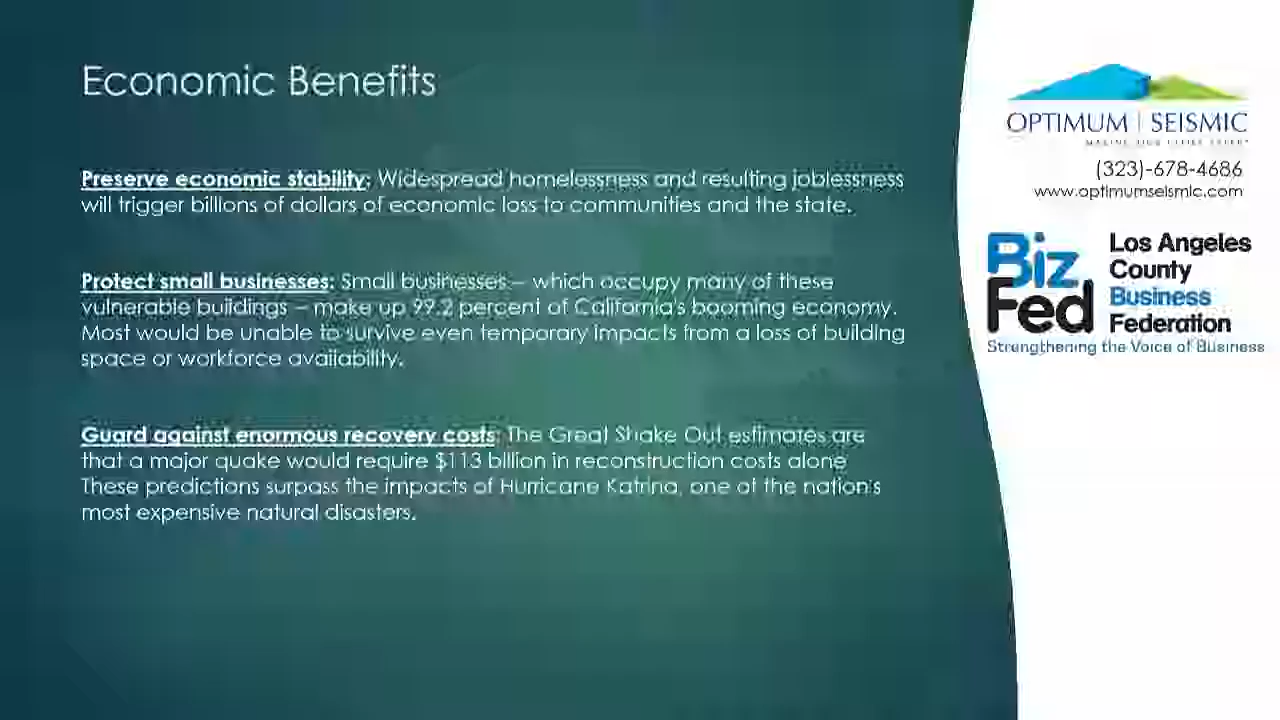 Economic Benefits
Preserve economic stability: Widespread homelessness and resulting joblessness
will trigger billions of dollars of economic loss to communities and the state.
Protect small businesses: Small businesses – which occupy many of these
vulnerable buildings – make up 99.2 percent of California's booming economy.
Most would be unable to survive even temporary impacts from a loss of building
space or workforce availability.
Guard against enormous recovery costs: The Great Shake Out estimates are
that a major quake would require $113 billion in reconstruction costs alone
These predictions surpass the impacts of Hurricane Katrina, one of the nation's
most expensive natural disasters.
OPTIMUM | SEISMIC
(323)-678-4686
www.optimumseismic.com
Biz
Fed
Los Angeles
County
Business
Federation
Strengthening the Voice of Business